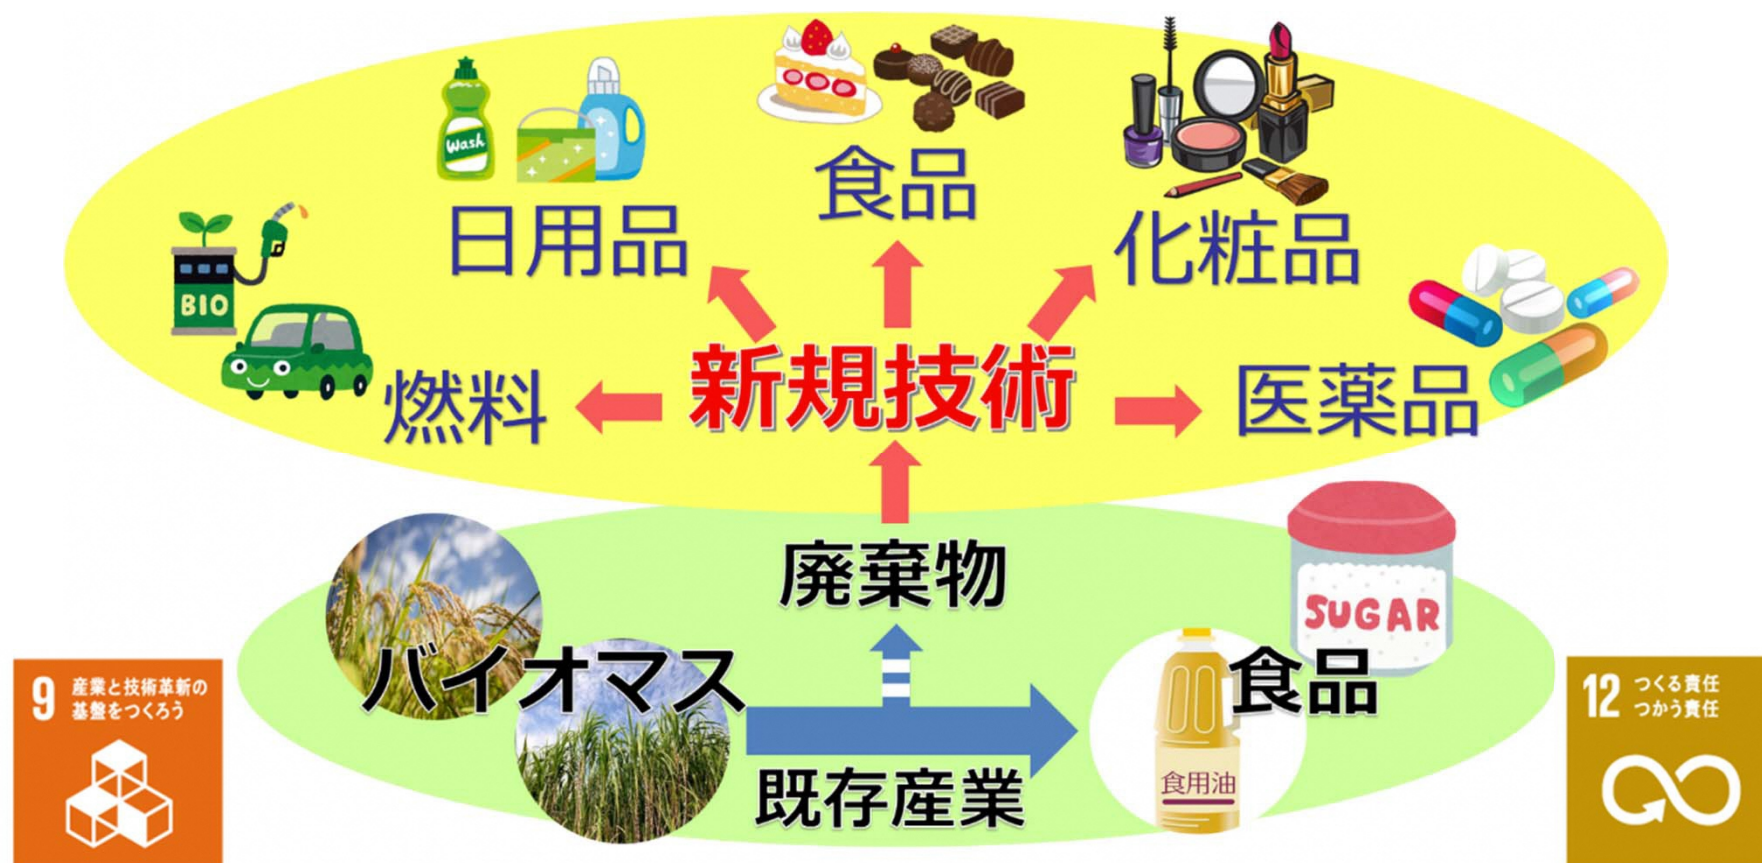 Wash
食品
日用品
化粧品
BIO
新規技術
燃料
医薬品
廃棄物
SUGAR
バイオマス
食品
既存産業
食用油
9 産業と技術革新の
基盤をつくろう
12 つくる責任
つかう責任